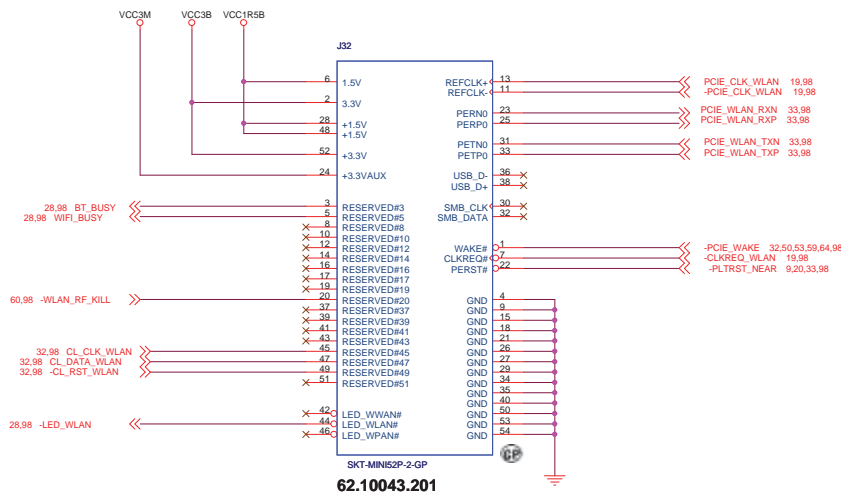 VCC3M VCC3B VCC1R5B
J32
6 1.5V REFCLK+ 13 PCIE_CLK_WLAN 19,98
REFCLK- 11 -PCIE_CLK_WLAN 19,98
2 3.3V
PERN0 23 PCIE_WLAN_RXN 33,98
28 +1.5V PERP0 25 PCIE_WLAN_RXP 33,98
48 +1.5V
PETN0 31 PCIE_WLAN_TXN 33,98
52 +3.3V PETP0 33 PCIE_WLAN_TXP 33,98
24 +3.3VAUX USB_D- 36
USB_D+ 38
28,98 BT_BUSY 3 RESERVED#3 SMB_CLK 30
28,98 WIFI_BUSY 5 RESERVED#5 SMB_DATA 32
8 RESERVED#8
10 RESERVED#10
12 RESERVED#12 WAKE# 1 -PCIE_WAKE 32,50,53,59,64,98
14 RESERVED#14 CLKREQ# 7 -CLKREQ_WLAN 19,98
16 RESERVED#16 PERST# 22 -PLTRST_NEAR 9,20,33,98
17 RESERVED#17
19 RESERVED#19
60,98 -WLAN_RF_KILL 20 RESERVED#20 GND 4
37 RESERVED#37 GND 9
39 RESERVED#39 GND 15
41 RESERVED#41 GND 18
43 RESERVED#43 GND 21
32,98 CL_CLK_WLAN 45 RESERVED#45 GND 26
32,98 CL_DATA_WLAN 47 RESERVED#47 GND 27
32,98 -CL_RST_WLAN 49 RESERVED#49 GND 29
51 RESERVED#51 GND 34
GND 35
GND 40
42 LED_WWAN# GND 50
28,98 -LED_WLAN 44 LED_WLAN# GND 53
46 LED_WPAN# GND 54
CP
SKT-MINI52P-2-GP
62.10043.201